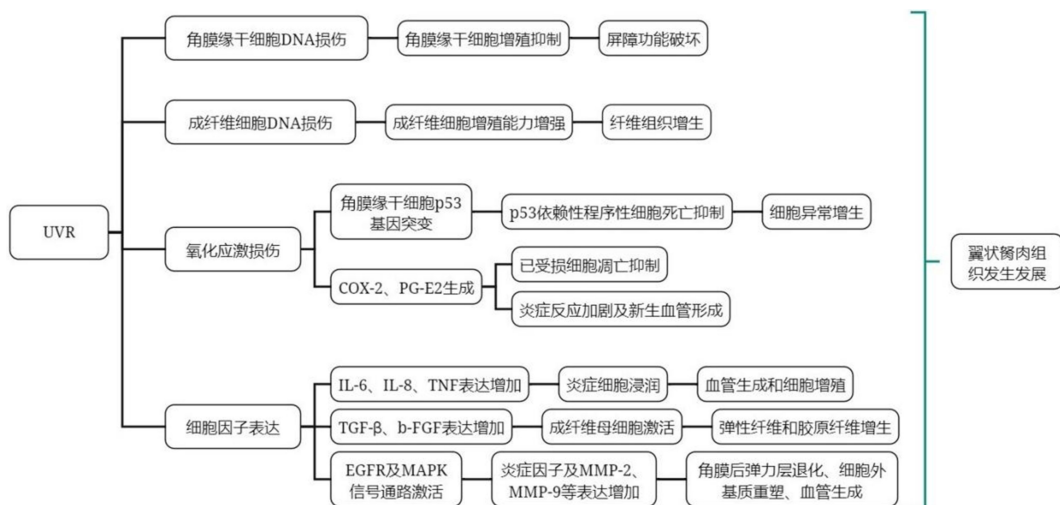 UVR
角膜缘干细胞DNA损伤
角膜缘干细胞增殖抑制
屏障功能破坏
成纤维细胞DNA损伤
成纤维细胞增殖能力增强
纤维组织增生
氧化应激损伤
角膜缘干细胞p53
基因突变
p53依赖性程序性细胞死亡抑制
细胞异常增生
COX-2、PG-E2生成
已受损细胞凋亡抑制
炎症反应加剧及新生血管形成
细胞因子表达
IL-6、IL-8、TNF表达增加
炎症细胞浸润
血管生成和细胞增殖
TGF-β、b-FGF表达增加
成纤维母细胞激活
弹性纤维和胶原纤维增生
EGFR及MAPK
信号通路激活
炎症因子及MMP-2、
MMP-9等表达增加
角膜后弹力层退化、细胞外
基质重塑、血管生成
翼状胬肉组
织发生发展